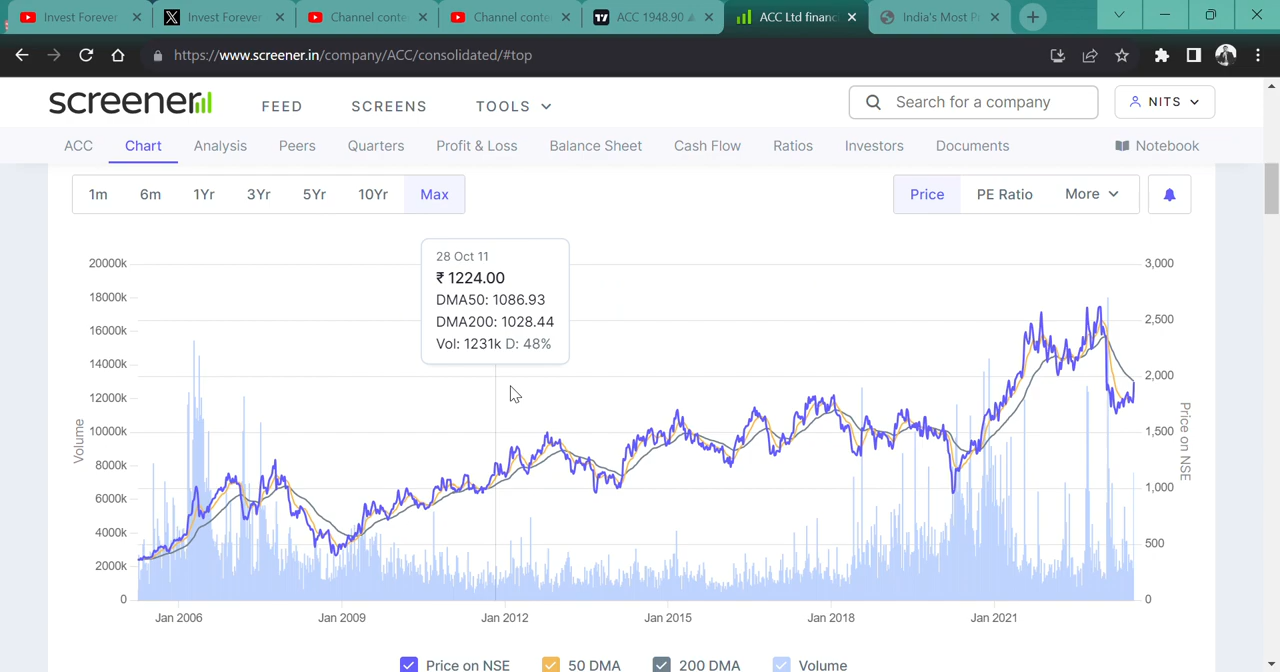 Invest Forever
Invest Forever
Channel conte
Channel conte
ACC 1948.90
ACC Ltd financ
India's Most P
https://www.screener.in/company/ACC/consolidated/#top
screener
FEED
SCREENS
TOOLS
Search for a company
NITS
ACC
Chart
Analysis
Peers
Quarters
Profit & Loss
Balance Sheet
Cash Flow
Ratios
Investors
Documents
Notebook
1m
6m
1Yr
3Yr
5Yr
10Yr
Max
Price
PE Ratio
More
28 Oct 11
₹ 1224.00
DMA50: 1086.93
DMA200: 1028.44
Vol: 1231k D: 48%
20000k
18000k
16000k
14000k
12000k
10000k
8000k
6000k
4000k
2000k
0
Volume
3,000
2,500
2,000
1,500
1,000
500
0
Price on NSE
Jan 2006
Jan 2009
Jan 2012
Jan 2015
Jan 2018
Jan 2021
Price on NSE
50 DMA
200 DMA
Volume